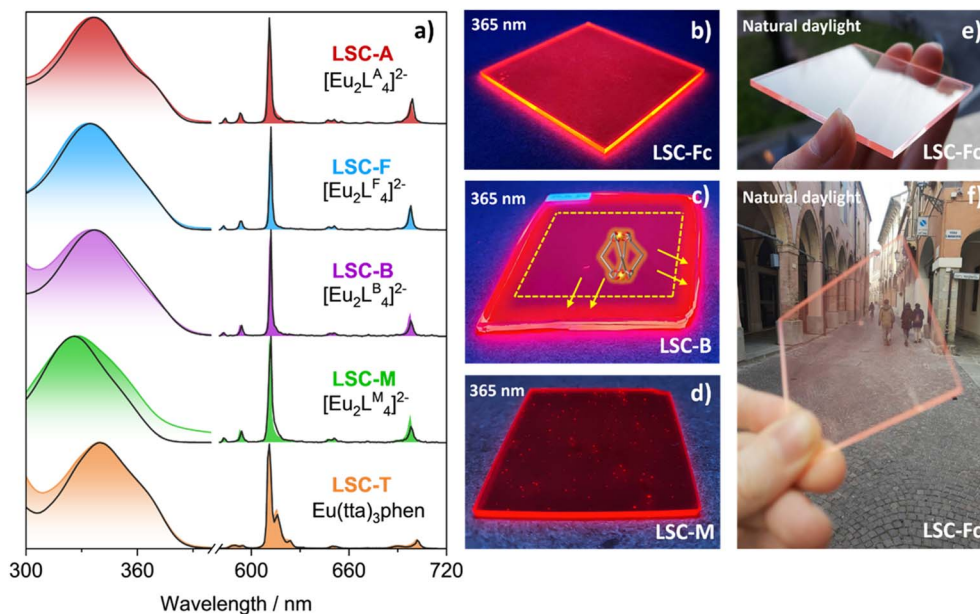 a)
LSC-A
[Eu₂Lᴬ₄]²⁻
LSC-F
[Eu₂Lᶠ₄]²⁻
LSC-B
[Eu₂Lᴮ₄]²⁻
LSC-M
[Eu₂Lᴹ₄]²⁻
LSC-T
Eu(tta)₃phen
300 360 600 660 720
Wavelength / nm
365 nm
b)
LSC-Fc
365 nm
c)
LSC-B
365 nm
d)
LSC-M
Natural daylight
e)
LSC-Fc
Natural daylight
f)
LSC-Fc